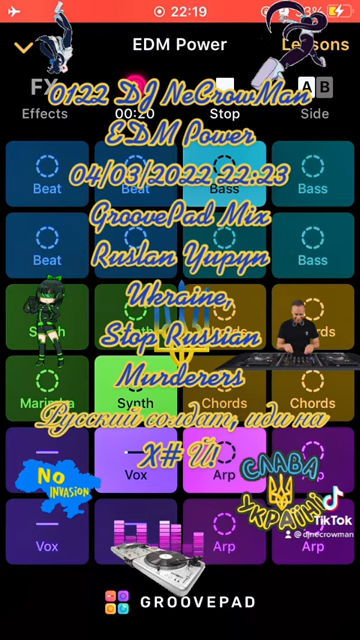 22:19
EDM Power
Lessons
0122 DJ NeCrowMan
FX
AB
Effects
00:20
Stop
Side
EDM Power
04/03/2022 22:23
Beat
Beat
Bass
Bass
GroovePad Mix
Ruslan Yupyn
Beat
Bass
Ukraine,
Stop Russian
Murderers
Synth
Chords
Chords
Русский солдат, иди на
Х# Й!
Vox
Arp
No
INVASION
СЛАВА
УКРАЇНІ
TikTok
@djnecrowman
Vox
Arp
Arp
GROOVEPAD